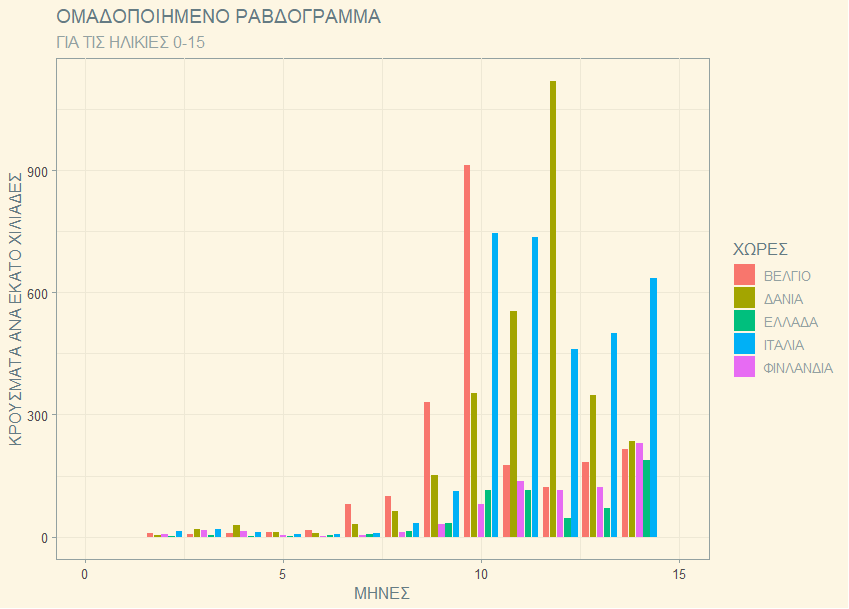 ΟΜΑΔΟΠΟΙΗΜΕΝΟ ΡΑΒΔΟΓΡΑΜΜΑ
ΓΙΑ ΤΙΣ ΗΛΙΚΙΕΣ 0-15
ΚΡΟΥΣΜΑΤΑ ΑΝΑ ΕΚΑΤΟ ΧΙΛΙΑΔΕΣ
900
600
300
0
0
5
10
15
ΜΗΝΕΣ
ΧΩΡΕΣ
ΒΕΛΓΙΟ
ΔΑΝΙΑ
ΕΛΛΑΔΑ
ΙΤΑΛΙΑ
ΦΙΝΛΑΝΔΙΑ